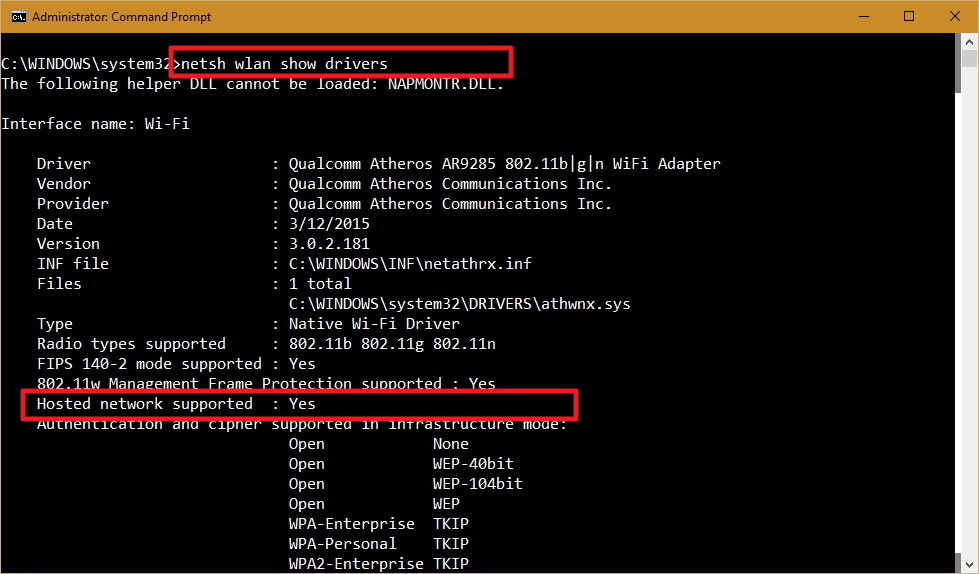 Administrator: Command Prompt
C:\WINDOWS\system32>netsh wlan show drivers
The following helper DLL cannot be loaded: NAPMONTR.DLL.
Interface name: Wi-Fi
Driver : Qualcomm Atheros AR9285 802.11b|g|n WiFi Adapter
Vendor : Qualcomm Atheros Communications Inc.
Provider : Qualcomm Atheros Communications Inc.
Date : 3/12/2015
Version : 3.0.2.181
INF file : C:\WINDOWS\INF\netathrx.inf
Files : 1 total
C:\WINDOWS\system32\DRIVERS\athwnx.sys
Type : Native Wi-Fi Driver
Radio types supported : 802.11b 802.11g 802.11n
FIPS 140-2 mode supported : Yes
802.11w Management Frame Protection supported : Yes
Hosted network supported : Yes
Authentication and cipher supported in infrastructure mode:
Open None
Open WEP-40bit
Open WEP-104bit
Open WEP
WPA-Enterprise TKIP
WPA-Personal TKIP
WPA2-Enterprise TKIP